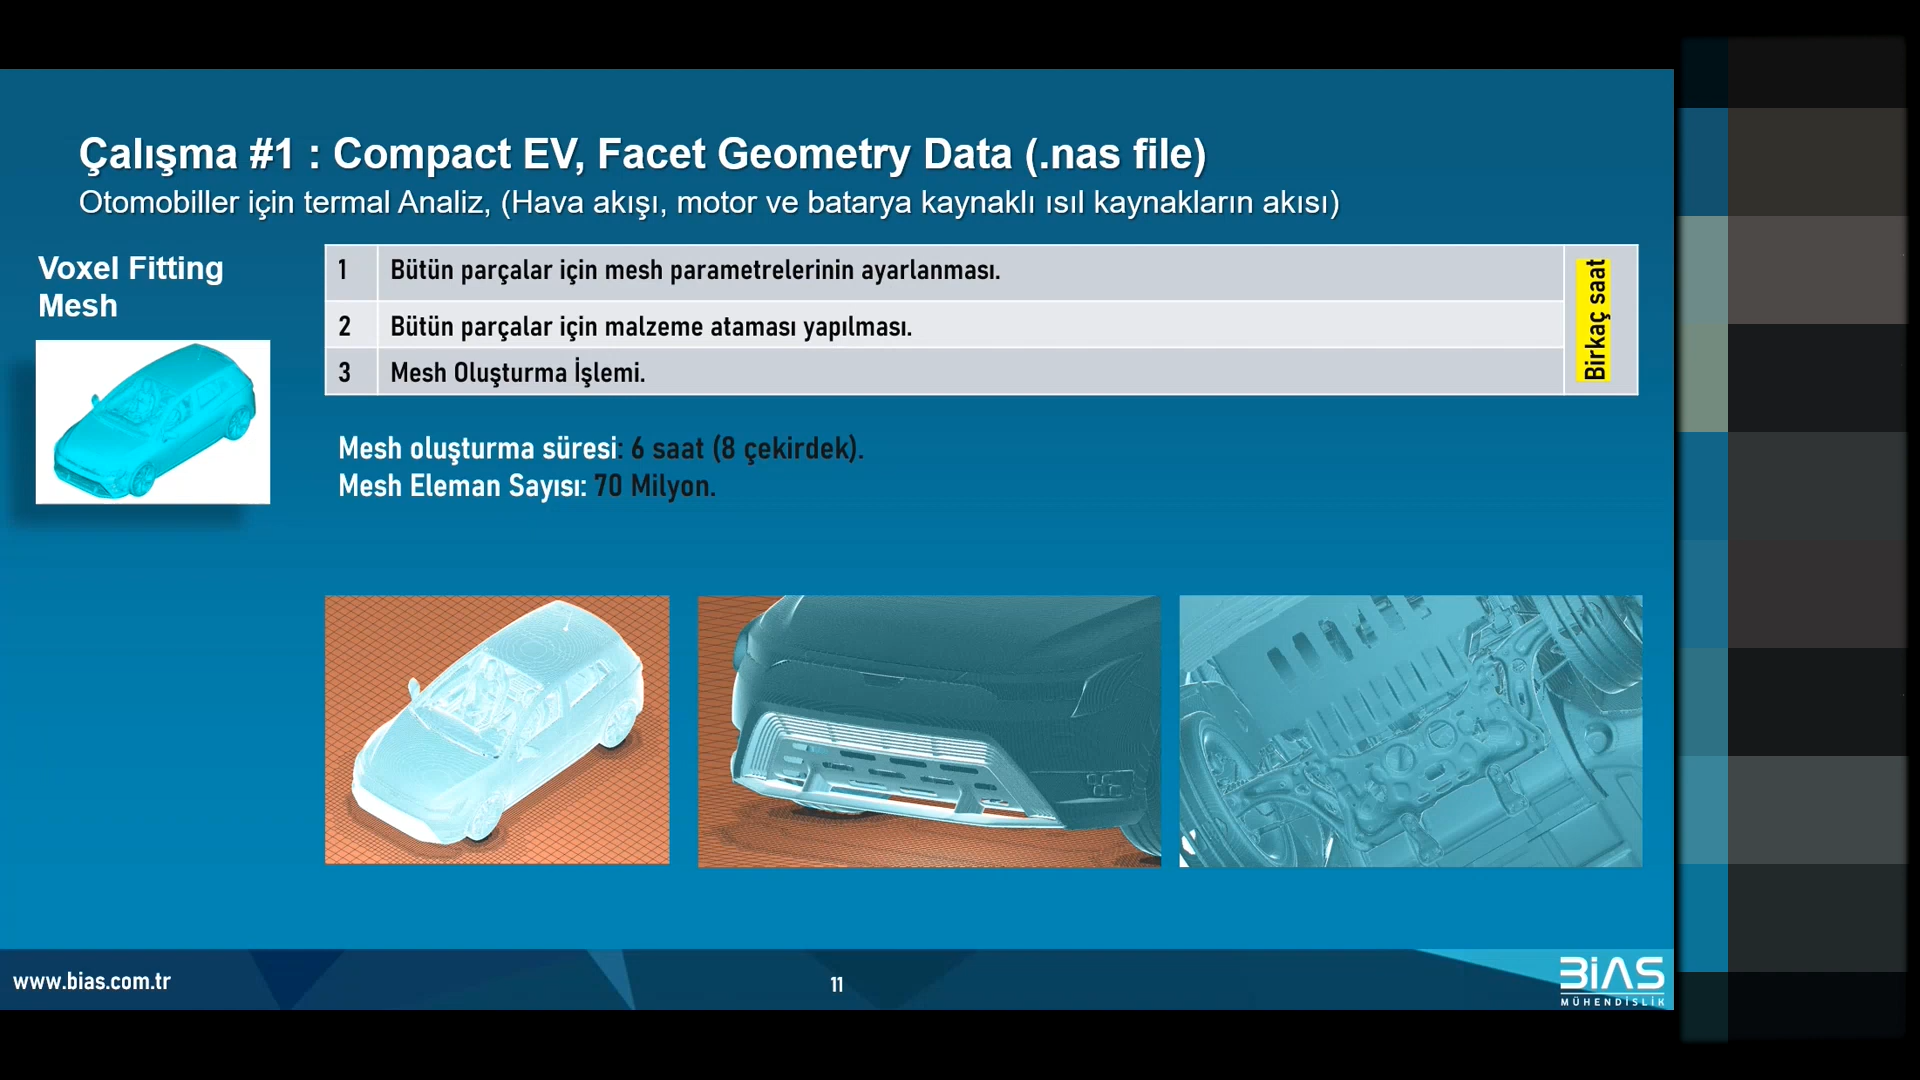 Çalışma #1 : Compact EV, Facet Geometry Data (.nas file)
Otomobiller için termal Analiz, (Hava akışı, motor ve batarya kaynaklı ısıl kaynakların akısı)
Voxel Fitting
Mesh
1 Bütün parçalar için mesh parametrelerinin ayarlanması.
2 Bütün parçalar için malzeme ataması yapılması.
3 Mesh Oluşturma İşlemi.
Birkaç saat
Mesh oluşturma süresi: 6 saat (8 çekirdek).
Mesh Eleman Sayısı: 70 Milyon.
www.bias.com.tr
11
BİAS
MÜHENDİSLİK